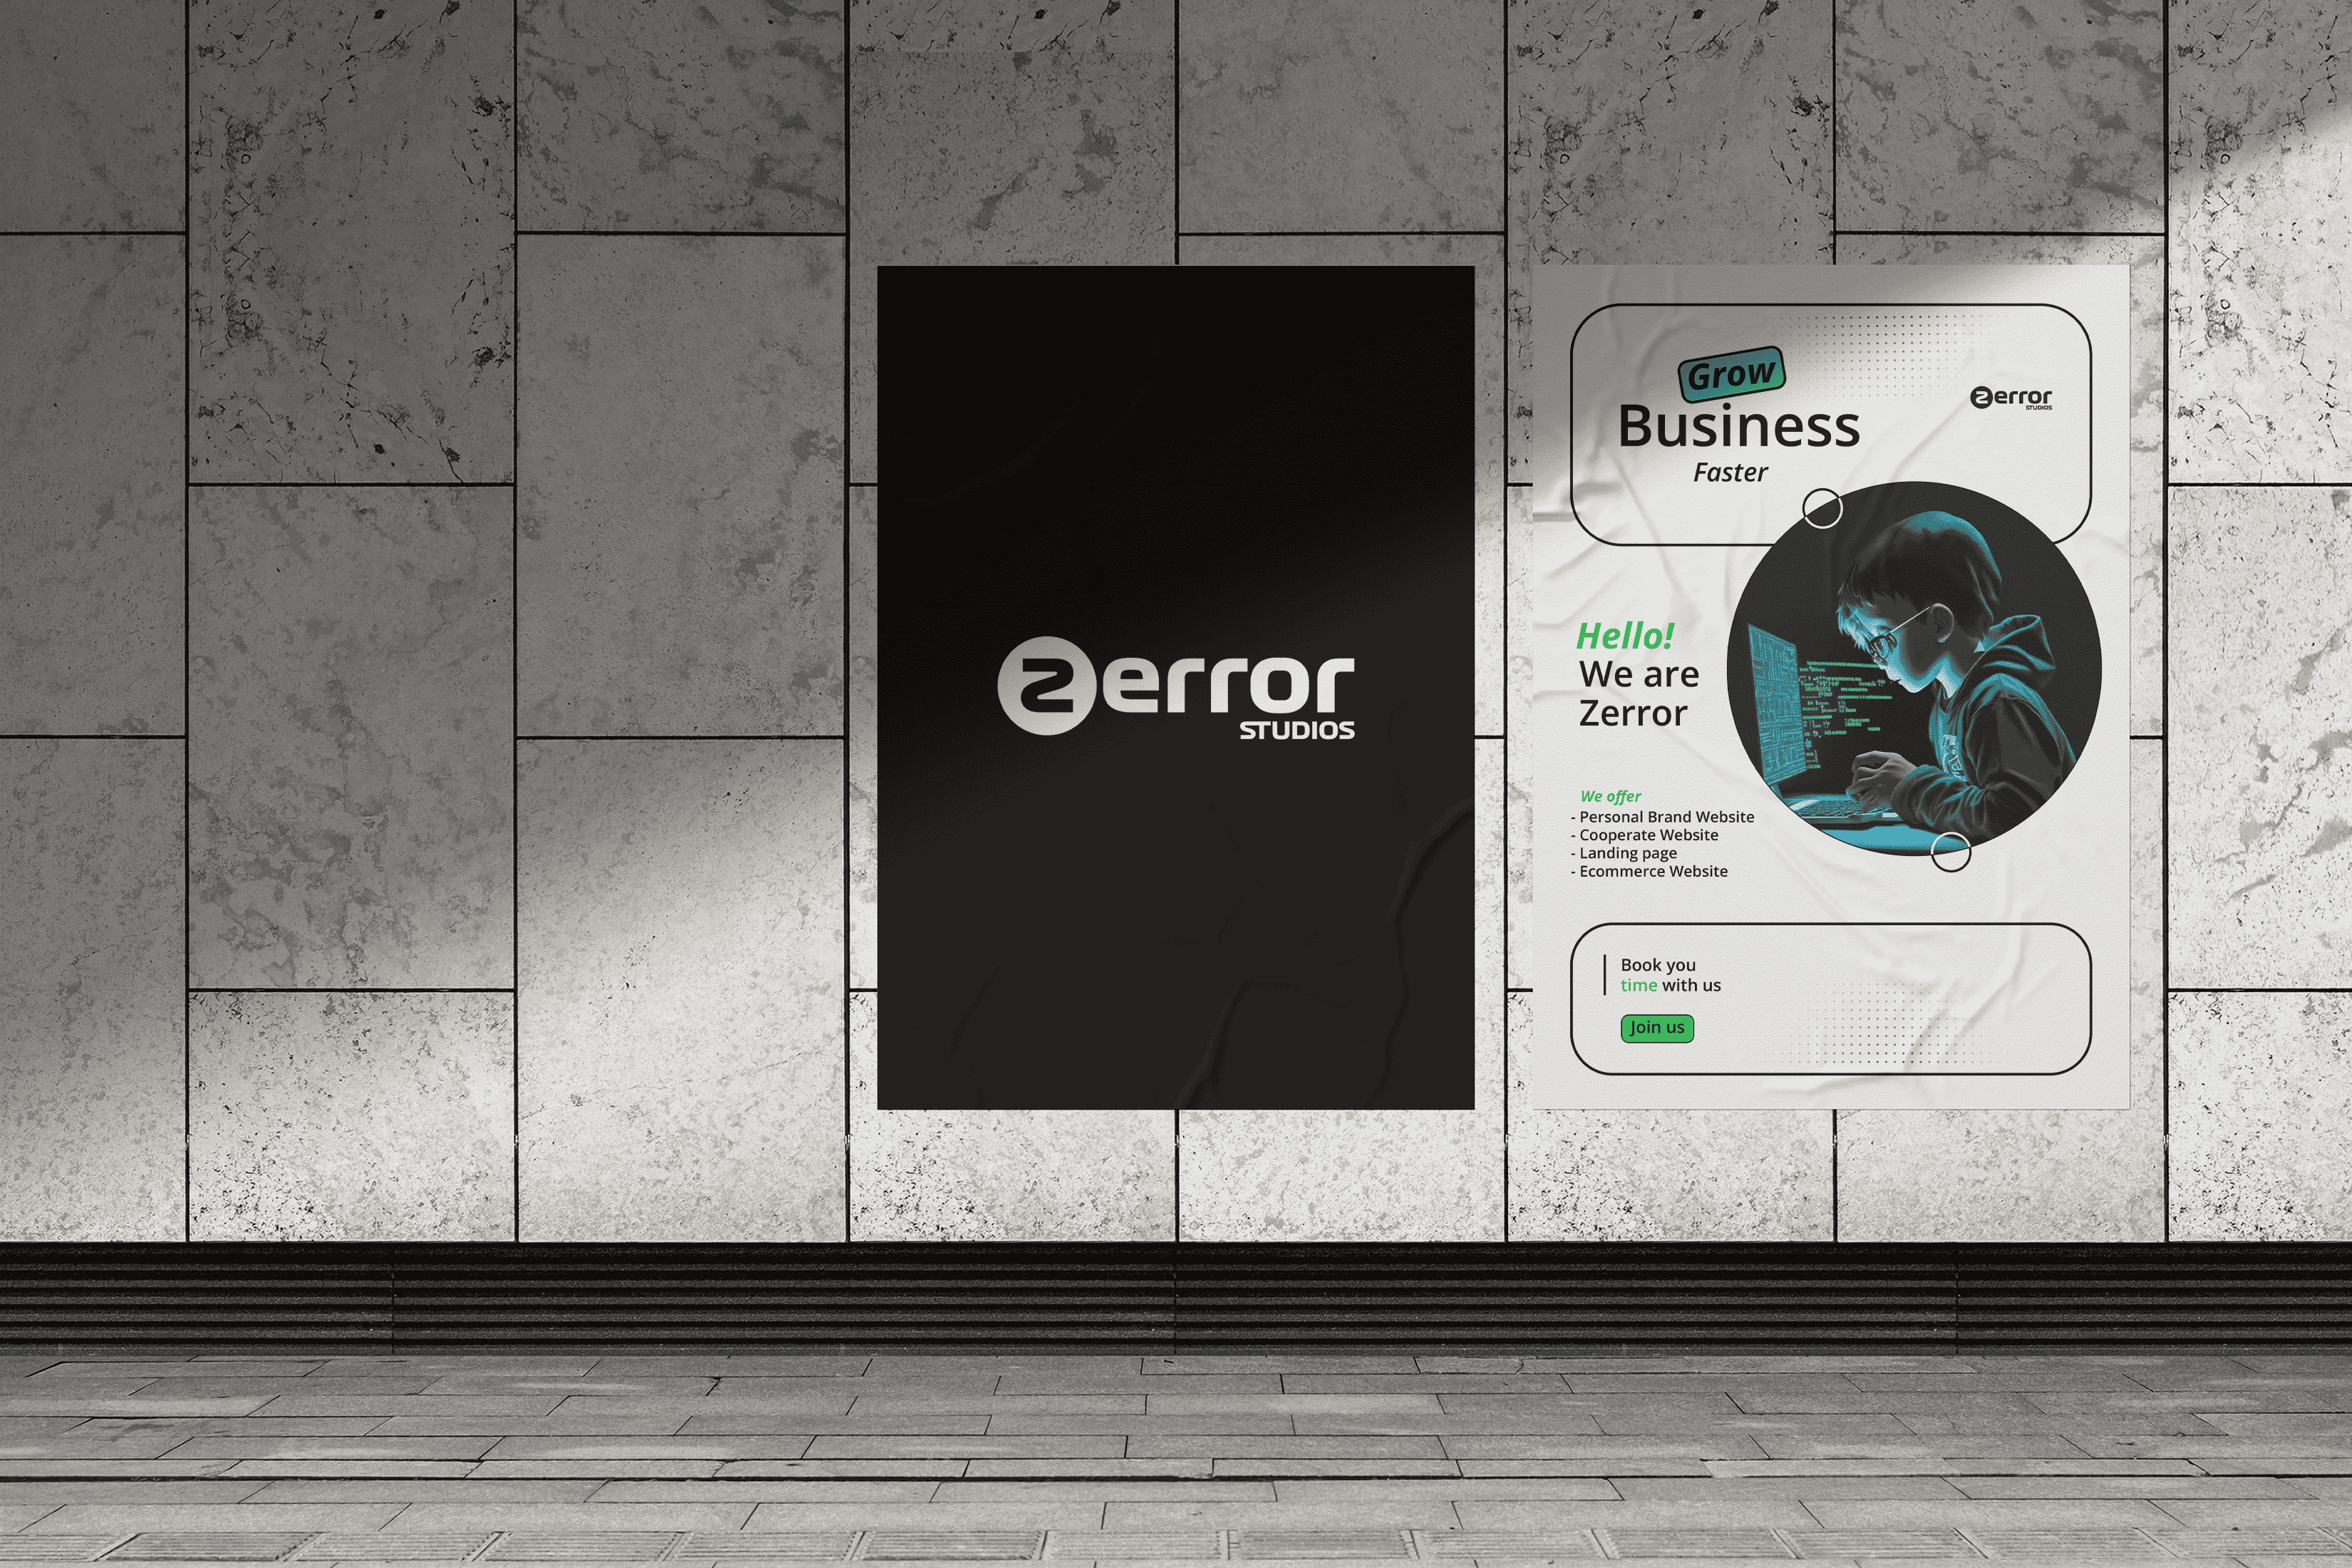 Zerror
STUDIOS
Grow
Business
Faster
Zerror
STUDIOS
Hello!
We are
Zerror
We offer
- Personal Brand Website
- Cooperate Website
- Landing page
- Ecommerce Website
Book you
time with us
Join us